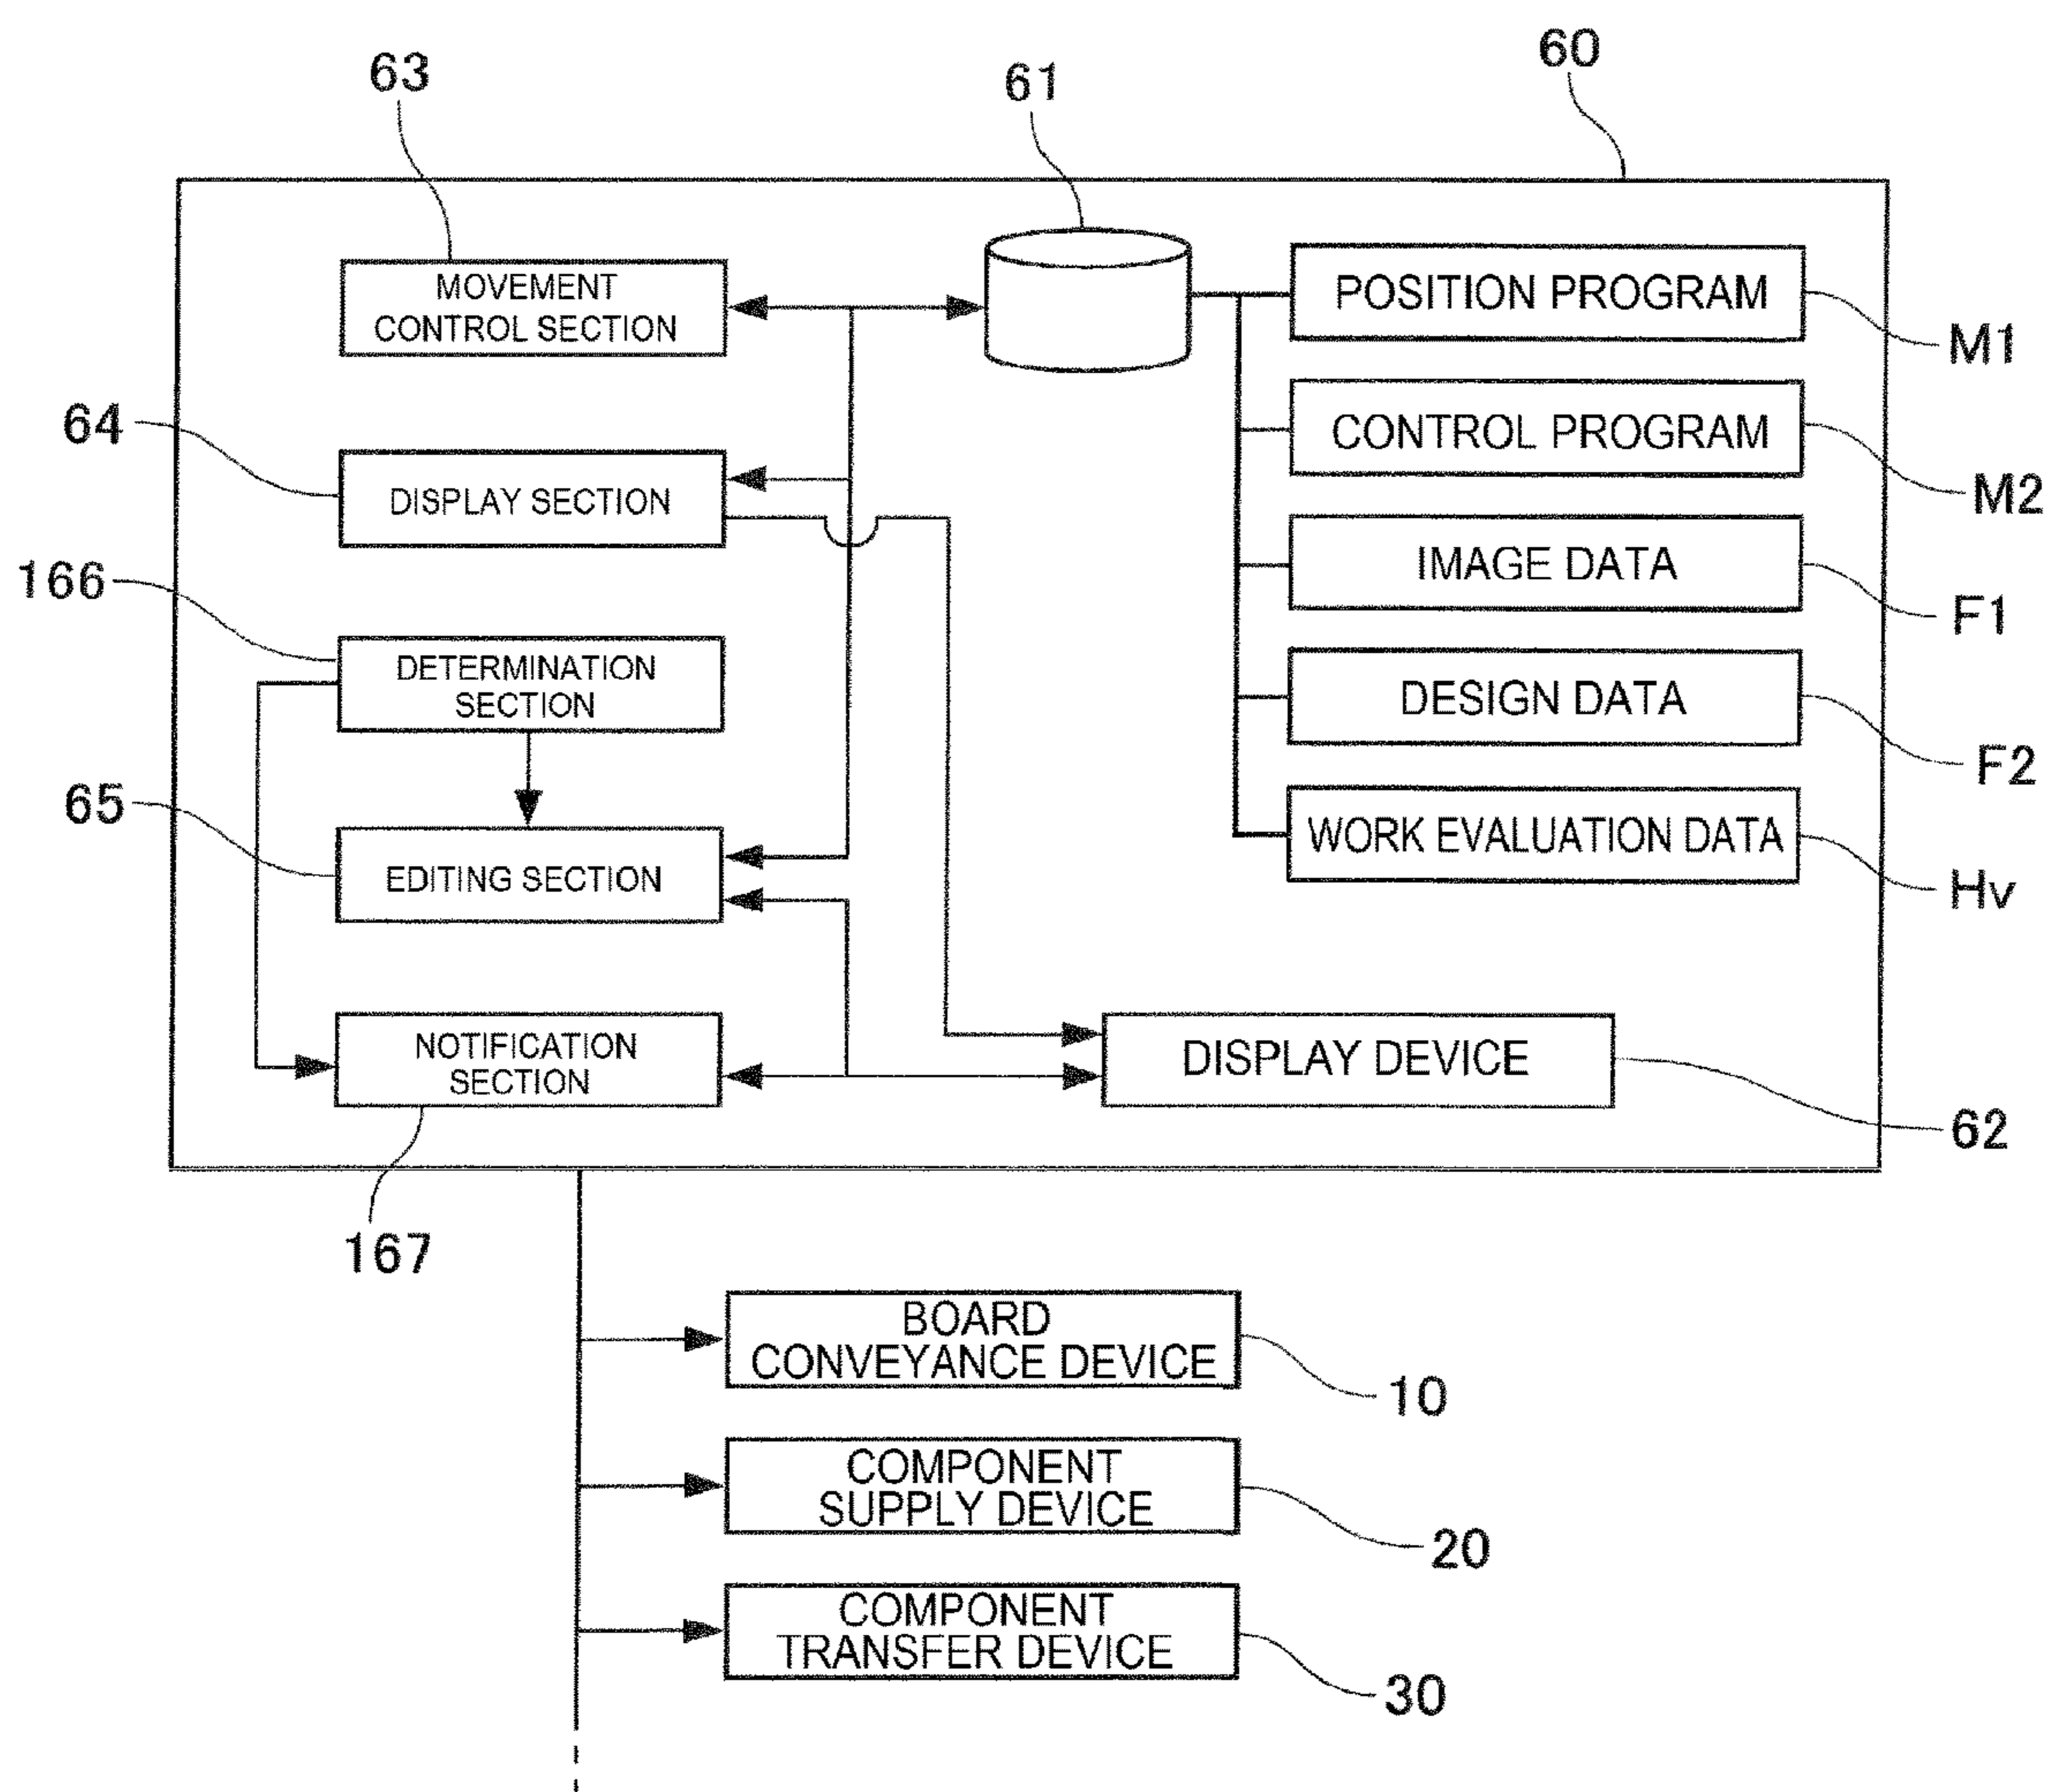 60
61
63
MOVEMENT
CONTROL SECTION
POSITION PROGRAM
M1
64
CONTROL PROGRAM
DISPLAY SECTION
M2
IMAGE DATA
166
F1
DETERMINATION
SECTION
DESIGN DATA
F2
65
WORK EVALUATION DATA
EDITING SECTION
Hv
NOTIFICATION
SECTION
DISPLAY DEVICE
62
167
BOARD
CONVEYANCE DEVICE
10
COMPONENT
SUPPLY DEVICE
20
COMPONENT
TRANSFER DEVICE
30